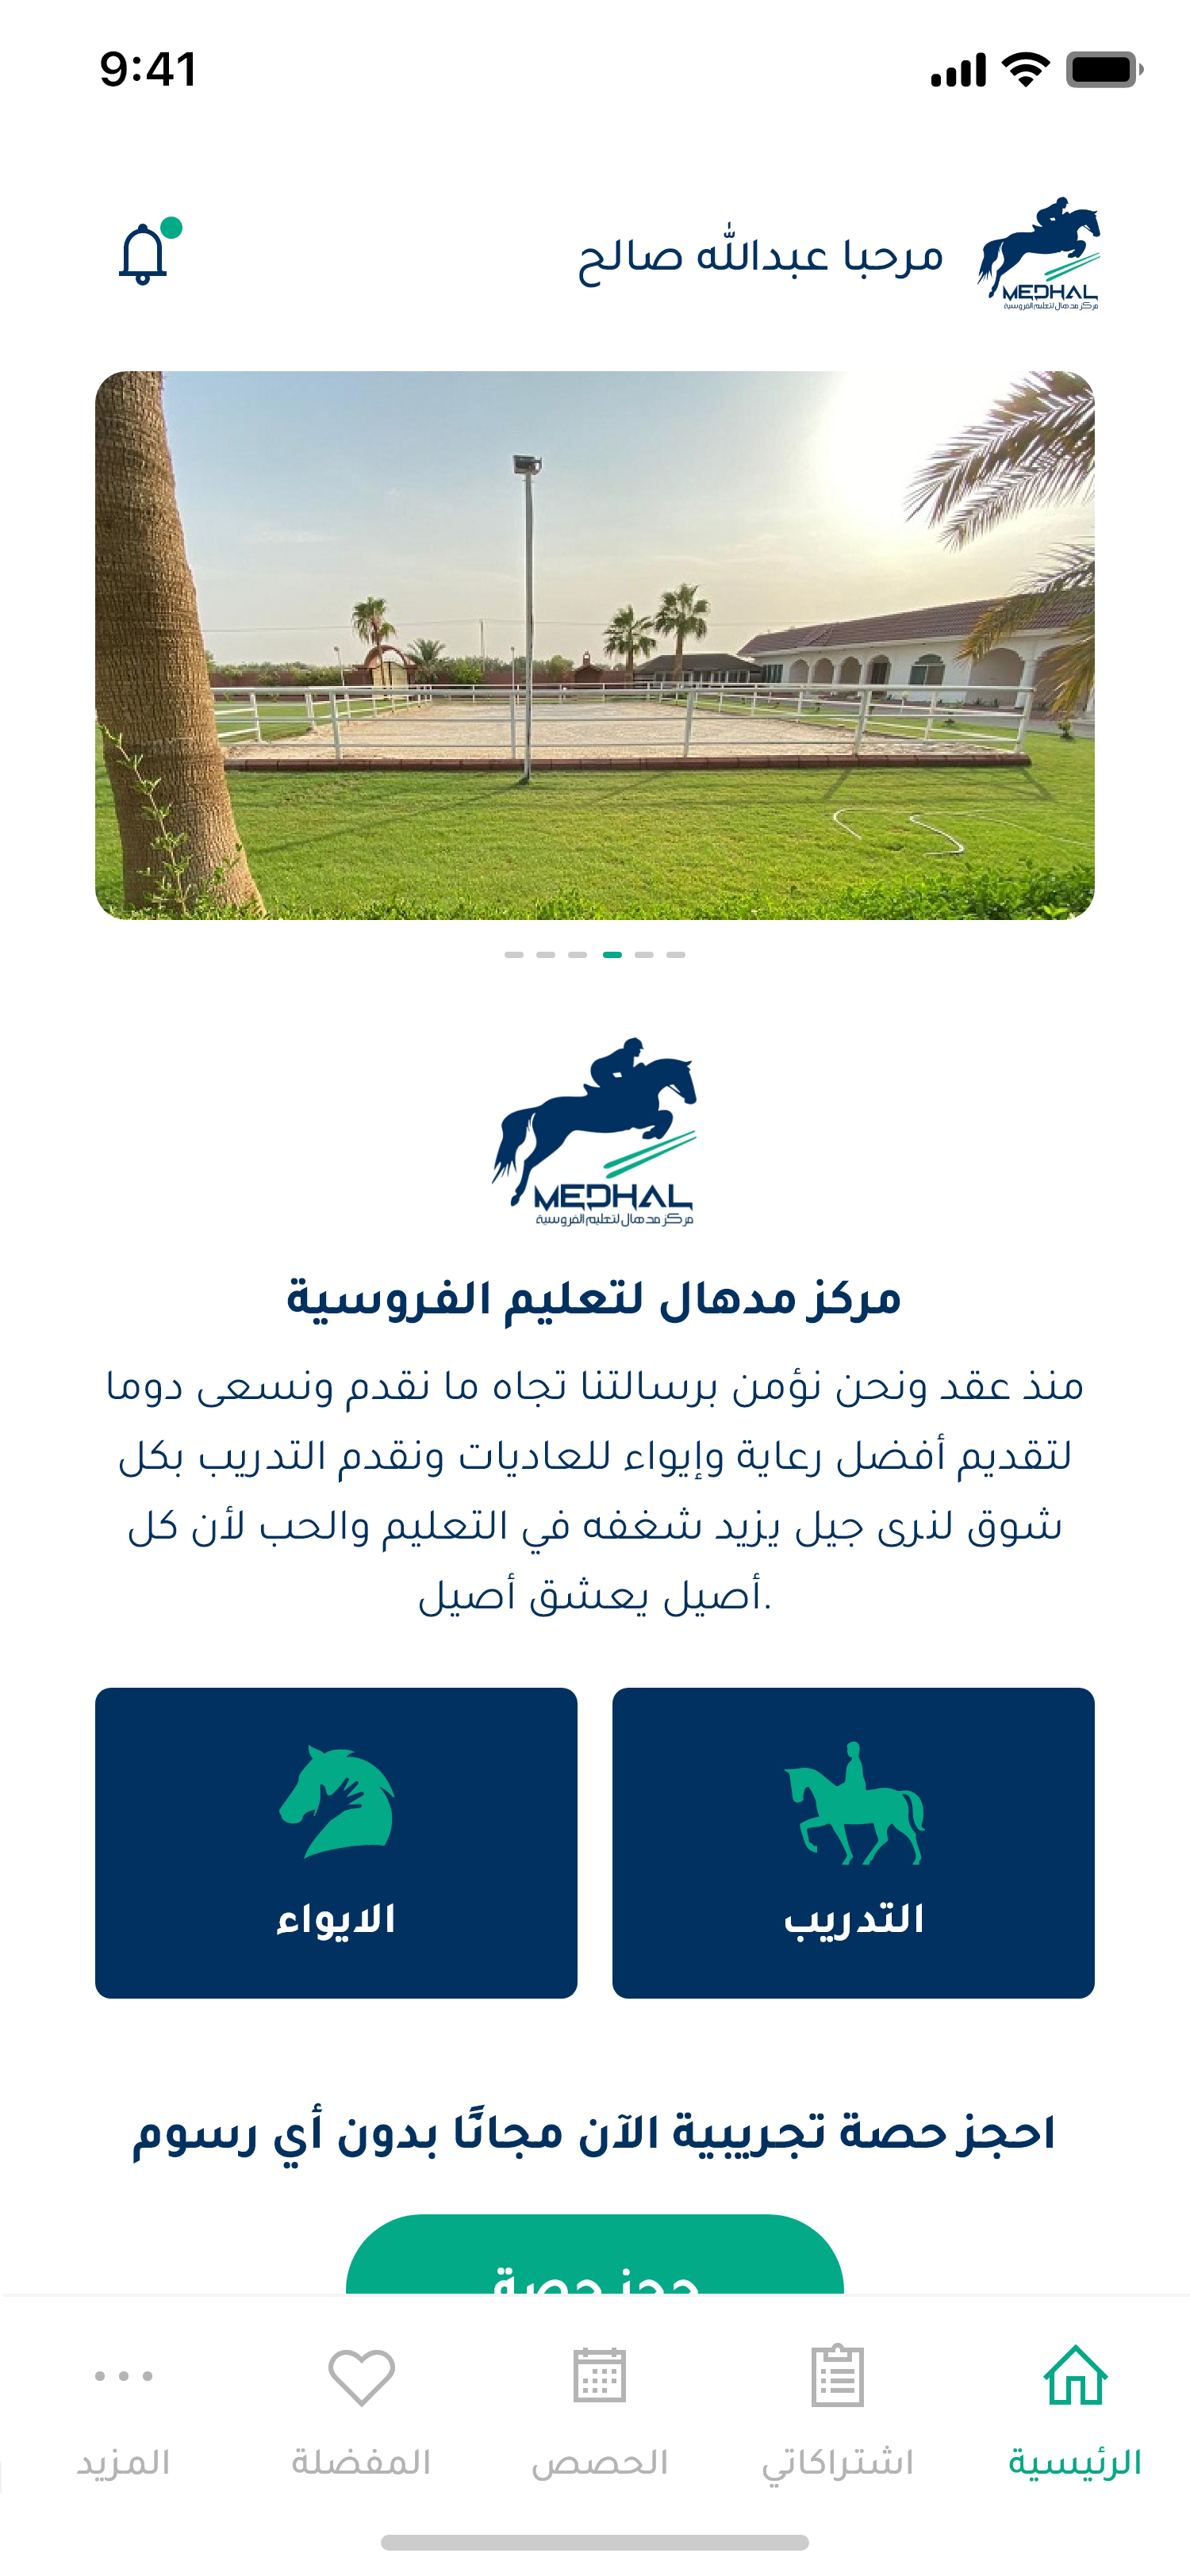 9:41
مرحبا عبدالله صالح
MEDHAL
مركز مدهال لتعليم الفروسية
MEDHAL
مركز مدهال لتعليم الفروسية
مركز مدهال لتعليم الفروسية
منذ عقد ونحن نؤمن برسالتنا تجاه ما نقدم ونسعى دوما
لتقديم أفضل رعاية وإيواء للعاديات ونقدم التدريب بكل
شوق لنرى جيل يزيد شغفه في التعليم والحب لأن كل
.أصيل يعشق أصيل
التدريب
الايواء
احجز حصة تجريبية الآن مجانًا بدون أي رسوم
حجز حصة
الرئيسية
اشتراكاتي
الحصص
المفضلة
المزيد